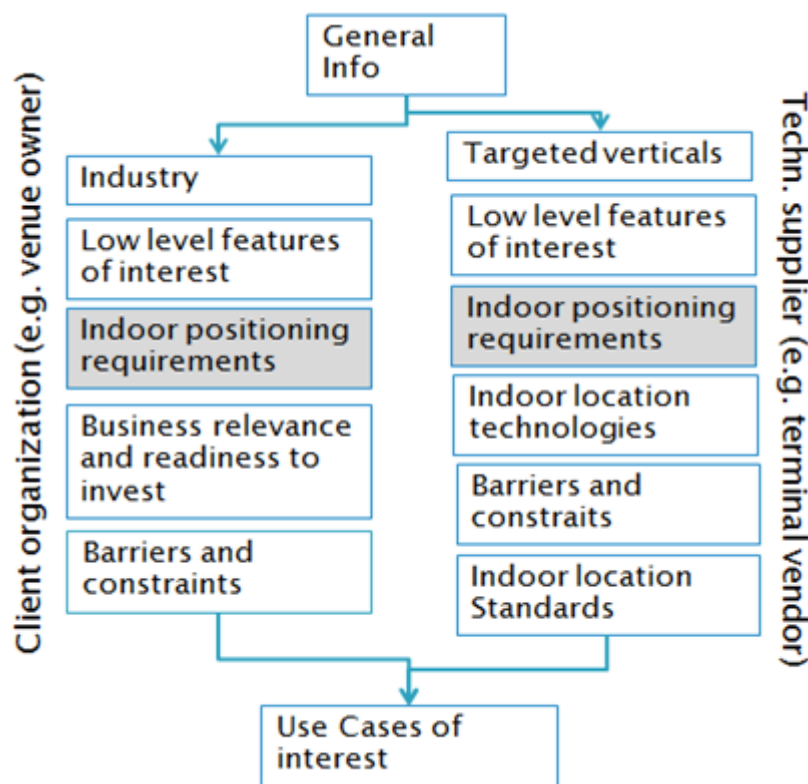 General
Info
Client organization (e.g. venue owner)
Industry
Low level features
of interest
Indoor positioning
requirements
Business relevance
and readiness to
invest
Barriers and
constraints
Targeted verticals
Low level features
of interest
Indoor positioning
requirements
Indoor location
technologies
Barriers and
constraits
Indoor location
Standards
Techn. supplier (e.g. terminal vendor)
Use Cases of
interest